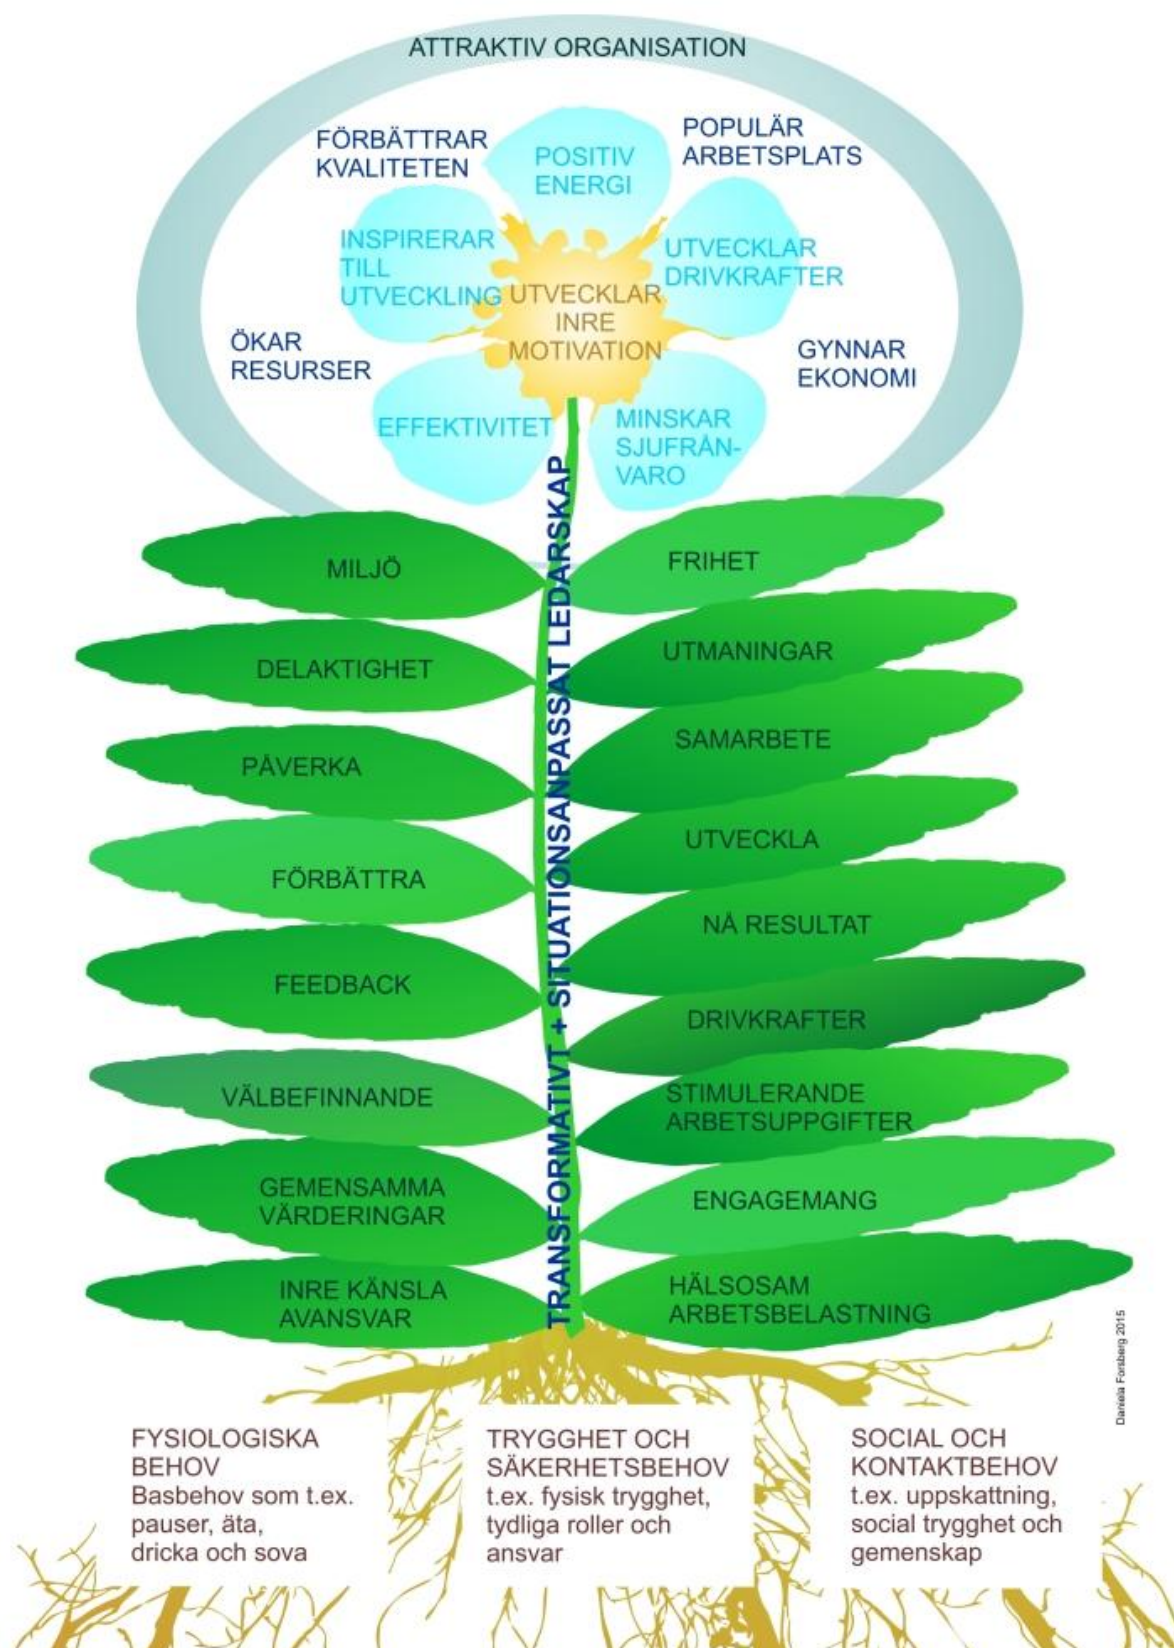 ATTRAKTIV ORGANISATION
FÖRBÄTTRAR
KVALITETEN
POSITIV
ENERGI
POPULÄR
ARBETSPLATS
INSPIRERAR
TILL
UTVECKLING
UTVECKLAR
DRIVKRAFTER
UTVECKLAR
INRE
MOTIVATION
ÖKAR
RESURSER
GYNNAR
EKONOMI
EFFEKTIVITET
MINSKAR
SJUFRÅN-
VARO
TRANSFORMATIVT + SITUATIONSANPASSAT LEDARSKAP
MILJÖ
FRIHET
DELAKTIGHET
UTMANINGAR
PÅVERKA
SAMARBETE
FÖRBÄTTRA
UTVECKLA
FEEDBACK
NÅ RESULTAT
VÄLBEFINNANDE
DRIVKRAFTER
STIMULERANDE
ARBETSUPPGIFTER
GEMENSAMMA
VÄRDERINGAR
ENGAGEMANG
INRE KÄNSLA
AVANSVAR
HÄLSOSAM
ARBETSBELASTNING
Daniela Forsberg 2015
FYSIOLOGISKA
BEHOV
Basbehov som t.ex.
pauser, äta,
dricka och sova
TRYGGHET OCH
SÄKERHETSBEHOV
t.ex. fysisk trygghet,
tydliga roller och
ansvar
SOCIAL OCH
KONTAKTBEHOV
t.ex. uppskattning,
social trygghet och
gemenskap